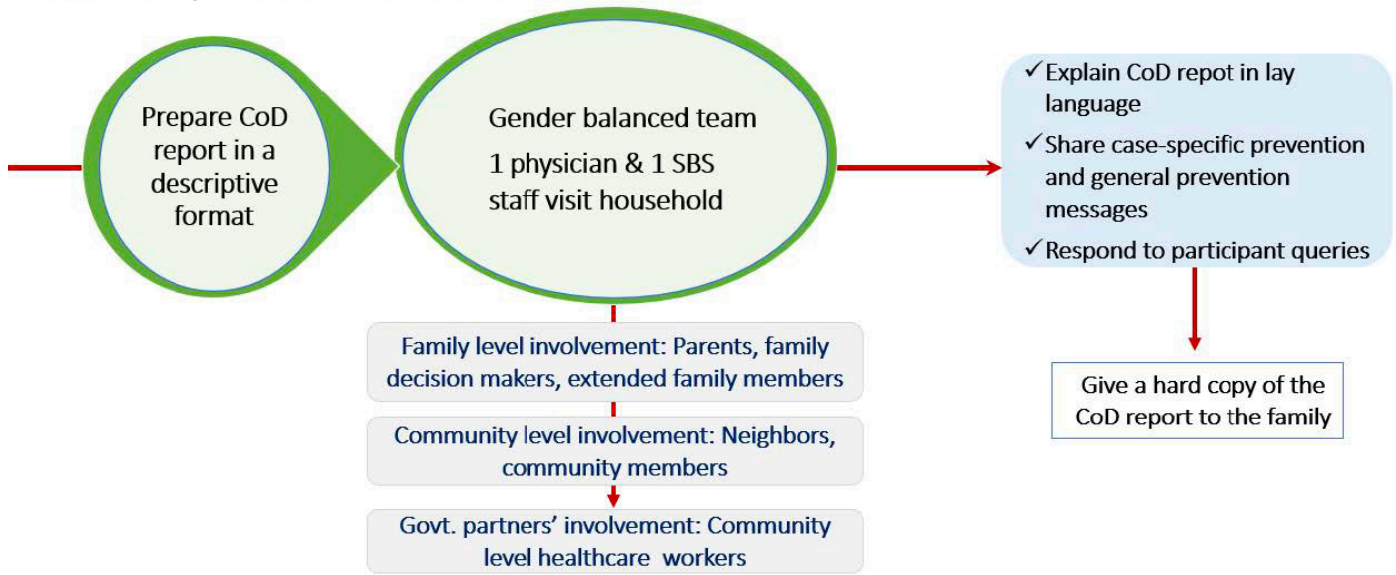 Prepare CoD
report in a
descriptive
format
Gender balanced team
1 physician & 1 SBS
staff visit household
✓Explain CoD repot in lay
language
✓Share case-specific prevention
and general prevention
messages
✓Respond to participant queries
Family level involvement: Parents, family
decision makers, extended family members
Community level involvement: Neighbors,
community members
Govt. partners’ involvement: Community
level healthcare workers
Give a hard copy of the
CoD report to the family